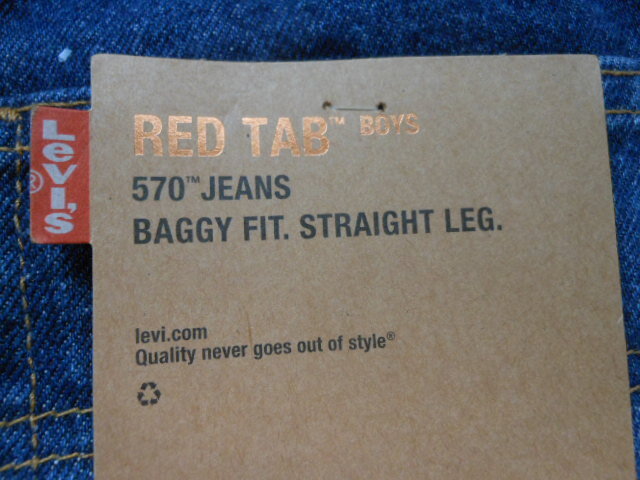 RED TAB™ BOYS
570™ JEANS
BAGGY FIT. STRAIGHT LEG.
LEVI'S®
levi.com
Quality never goes out of style®